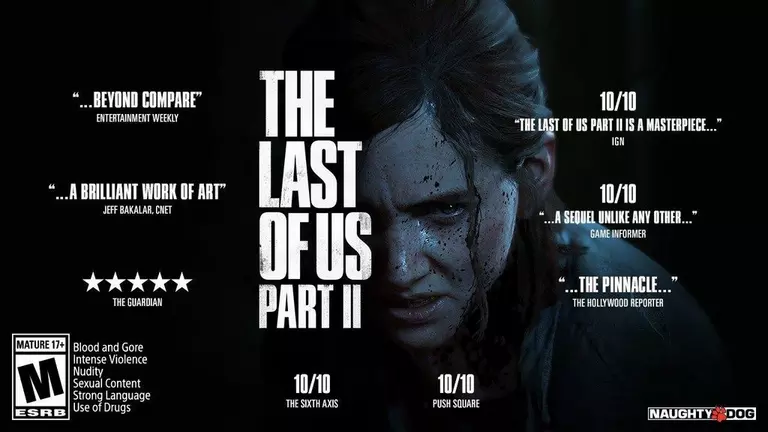 "...BEYOND COMPARE"
ENTERTAINMENT WEEKLY
"...A BRILLIANT WORK OF ART"
JEFF BAKALAR, CNET
THE GUARDIAN
THE
LAST
OF US
PART II
10/10
"THE LAST OF US PART II IS A MASTERPIECE..."
IGN
10/10
"...A SEQUEL UNLIKE ANY OTHER..."
GAME INFORMER
"...THE PINNACLE..."
THE HOLLYWOOD REPORTER
10/10
THE SIXTH AXIS
10/10
PUSH SQUARE
MATURE 17+
M
ESRB
Blood and Gore
Intense Violence
Nudity
Sexual Content
Strong Language
Use of Drugs
NAUGHTY DOG